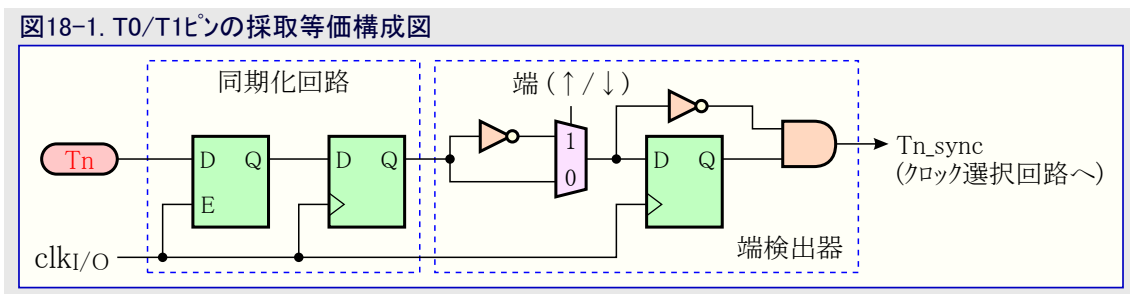 図18-1. T0/T1ピンの採取等価構成図
同期化回路
端 (↑/↓)
Tn
D Q
E
D Q
1
0
D Q
Tn_sync
(クロック選択回路へ)
端検出器
clkI/O